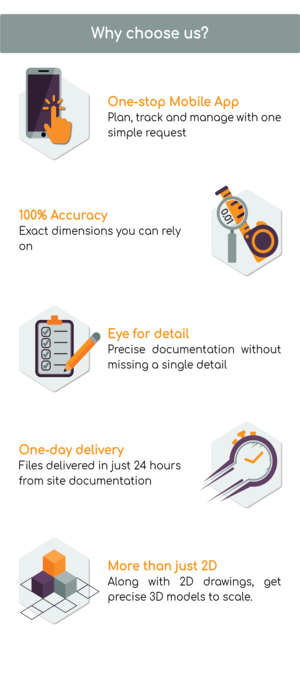 Why choose us?
One-stop Mobile App
Plan, track and manage with one
simple request
100% Accuracy
Exact dimensions you can rely
on
0.01
Eye for detail
Precise documentation without
missing a single detail
One-day delivery
Files delivered in just 24 hours
from site documentation
More than just 2D
Along with 2D drawings, get
precise 3D models to scale.